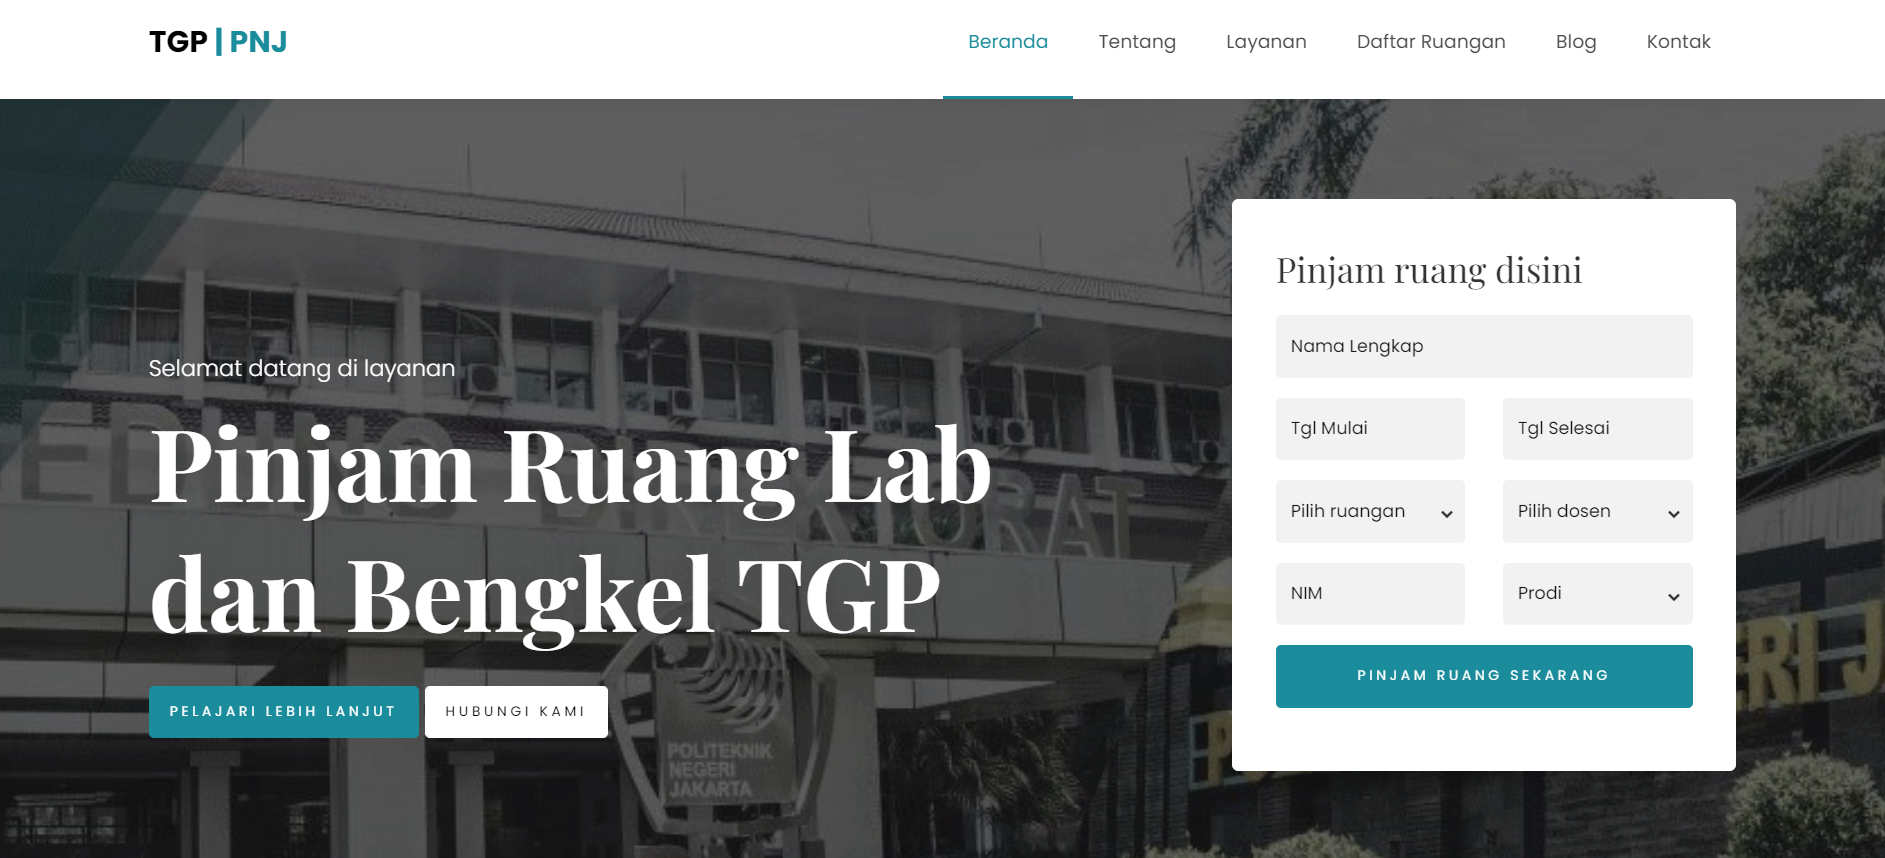 TGP | PNJ
Beranda
Tentang
Layanan
Daftar Ruangan
Blog
Kontak
Selamat datang di layanan
Pinjam Ruang Lab
dan Bengkel TGP
PELAJARI LEBIH LANJUT
HUBUNGI KAMI
Pinjam ruang disini
Nama Lengkap
Tgl Mulai
Tgl Selesai
Pilih ruangan
Pilih dosen
NIM
Prodi
PINJAM RUANG SEKARANG
GEDUNG DIREKTORAT
POLITEKNIK
NEGERI
JAKARTA